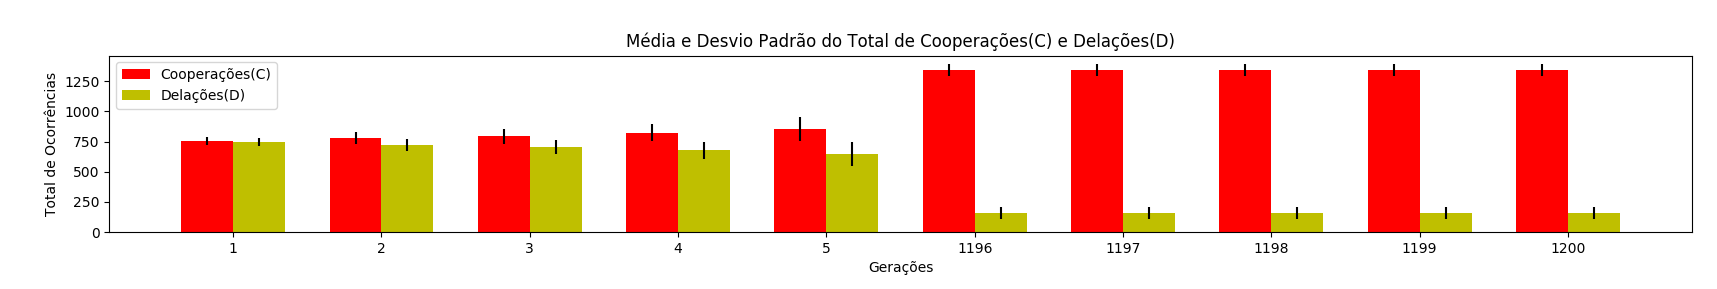 Média e Desvio Padrão do Total de Cooperações(C) e Delações(D)
Total de Ocorrências
1250
1000
750
500
250
0
Cooperações(C)
Delações(D)
1 2 3 4 5 1196 1197 1198 1199 1200
Gerações